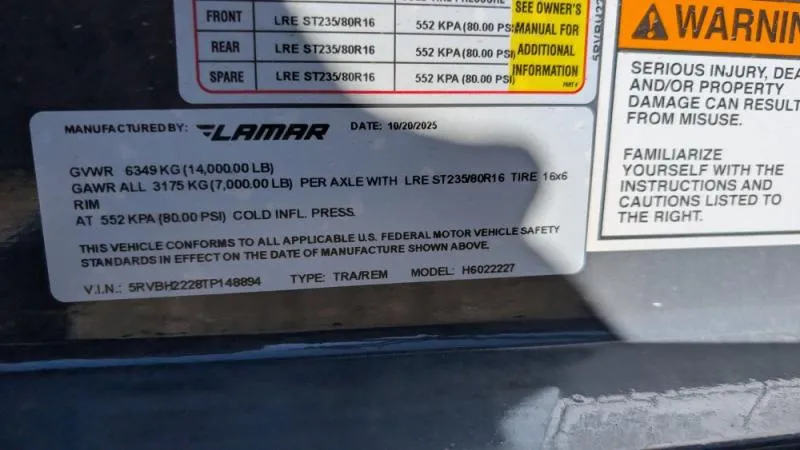 SEE OWNER'S
MANUAL FOR
ADDITIONAL
INFORMATION
FRONT LRE ST235/80R16 552 KPA (80.00 PSI)
REAR LRE ST235/80R16 552 KPA (80.00 PSI)
SPARE LRE ST235/80R16 552 KPA (80.00 PSI)
MANUFACTURED BY: LAMAR DATE: 10/20/2025
GVWR 6349 KG (14,000.00 LB)
GAWR ALL 3175 KG (7,000.00 LB) PER AXLE WITH LRE ST235/80R16 TIRE 16x6
RIM
AT 552 KPA (80.00 PSI) COLD INFL. PRESS.
THIS VEHICLE CONFORMS TO ALL APPLICABLE U.S. FEDERAL MOTOR VEHICLE SAFETY
STANDARDS IN EFFECT ON THE DATE OF MANUFACTURE SHOWN ABOVE.
V.I.N.: 5RVBH2228TP148894 TYPE: TRA/REM MODEL: H6022227
WARNIN
SERIOUS INJURY, DEA
AND/OR PROPERTY
DAMAGE CAN RESULT
FROM MISUSE.
FAMILIARIZE
YOURSELF WITH THE
INSTRUCTIONS AND
CAUTIONS LISTED TO
THE RIGHT.